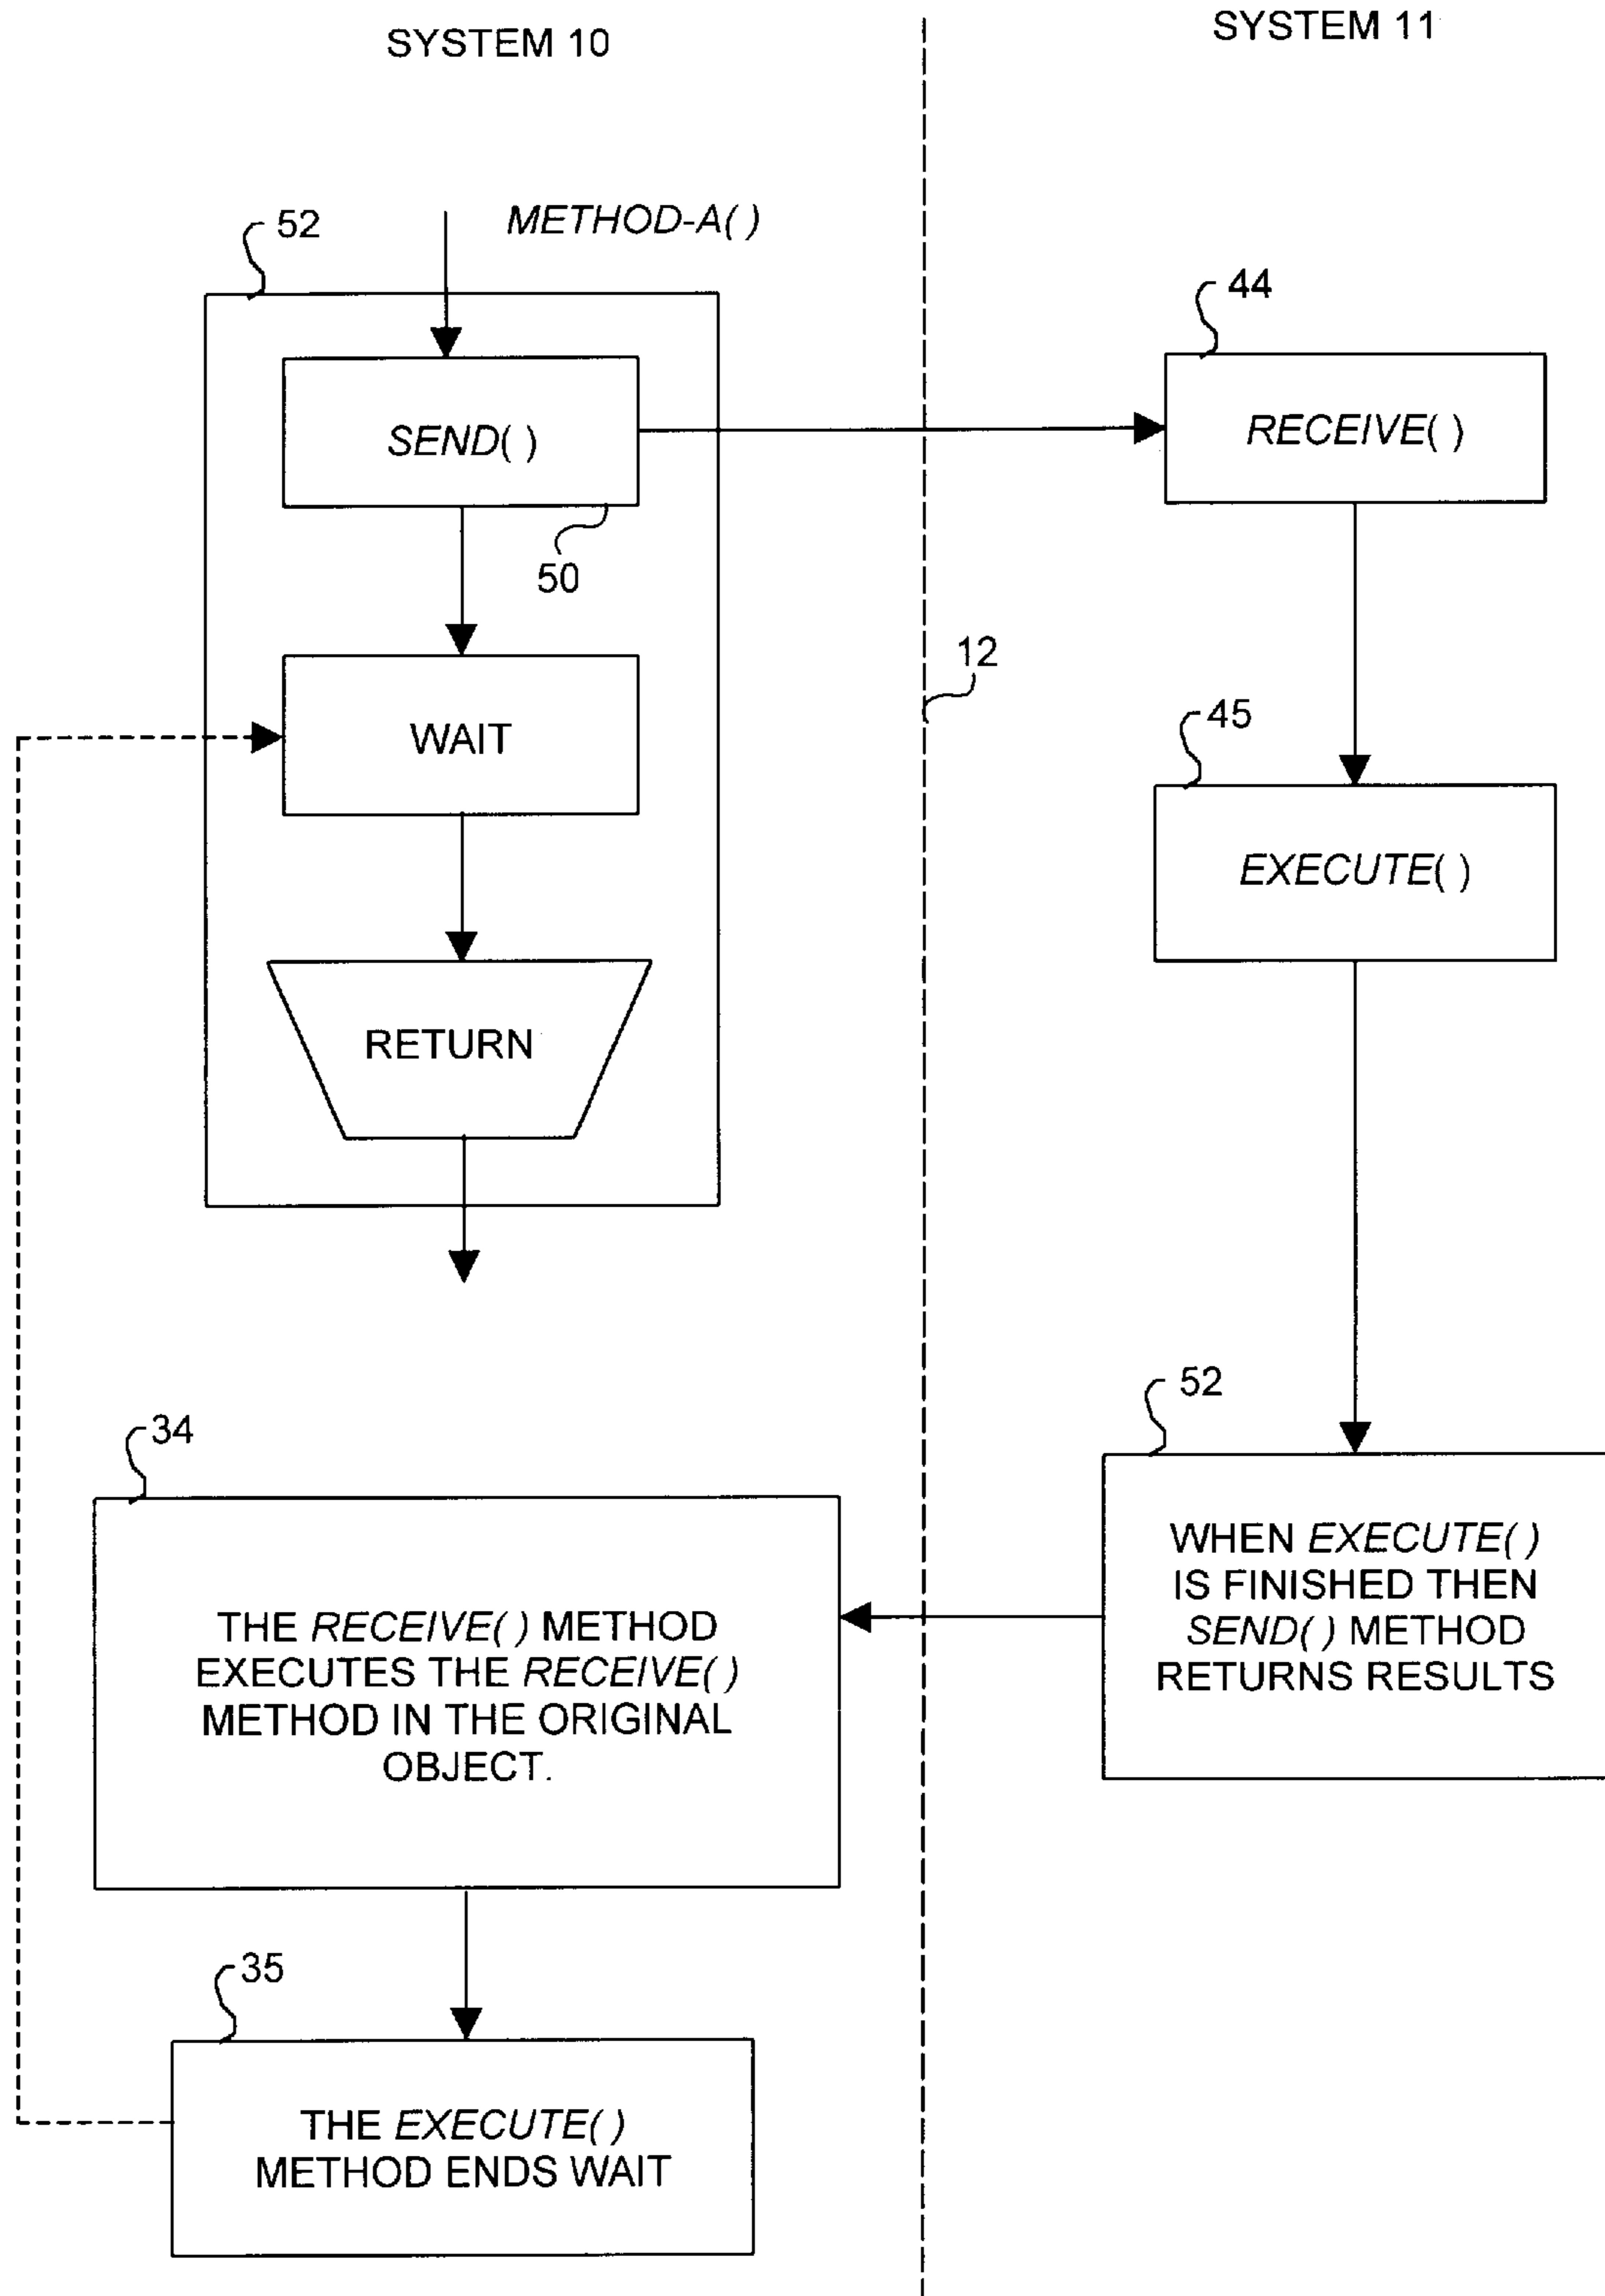 SYSTEM 10
SYSTEM 11
METHOD-A( )
52
SEND( )
50
WAIT
RETURN
12
44
RECEIVE( )
45
EXECUTE( )
52
WHEN EXECUTE( )
IS FINISHED THEN
SEND( ) METHOD
RETURNS RESULTS
34
THE RECEIVE( ) METHOD
EXECUTES THE RECEIVE( )
METHOD IN THE ORIGINAL
OBJECT.
35
THE EXECUTE( )
METHOD ENDS WAIT